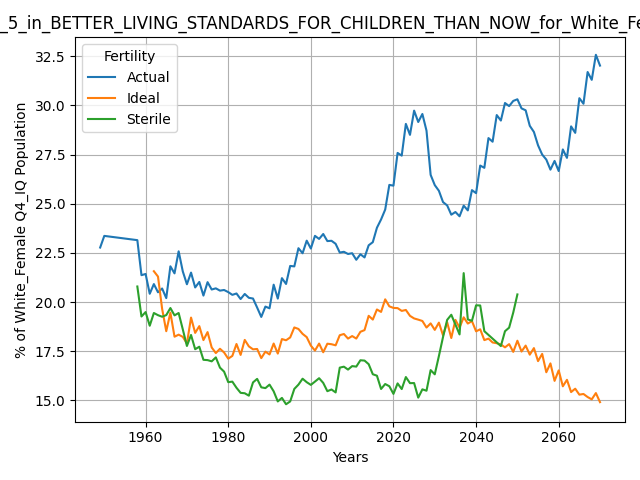 _5_in_BETTER_LIVING_STANDARDS_FOR_CHILDREN_THAN_NOW_for_White_Fe
Fertility
Actual
Ideal
Sterile
% of White_Female Q4_IQ Population
32.5
30.0
27.5
25.0
22.5
20.0
17.5
15.0
1960 1980 2000 2020 2040 2060
Years